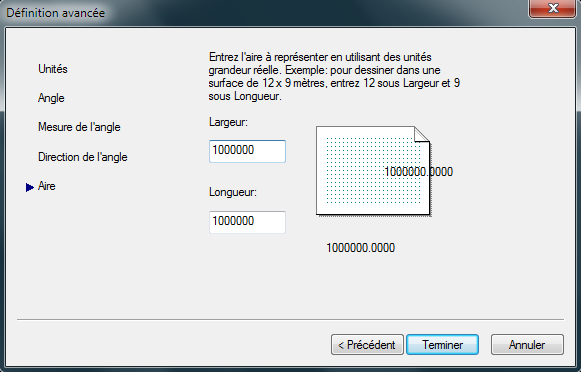 Définition avancée
Unités
Angle
Mesure de l'angle
Direction de l'angle
Aire
Entrez l'aire à représenter en utilisant des unités
grandeur réelle. Exemple: pour dessiner dans une
surface de 12 x 9 mètres, entrez 12 sous Largeur et 9
sous Longueur.
Largeur:
1000000
Longueur:
1000000
1000000.0000
1000000.0000
< Précédent
Terminer
Annuler